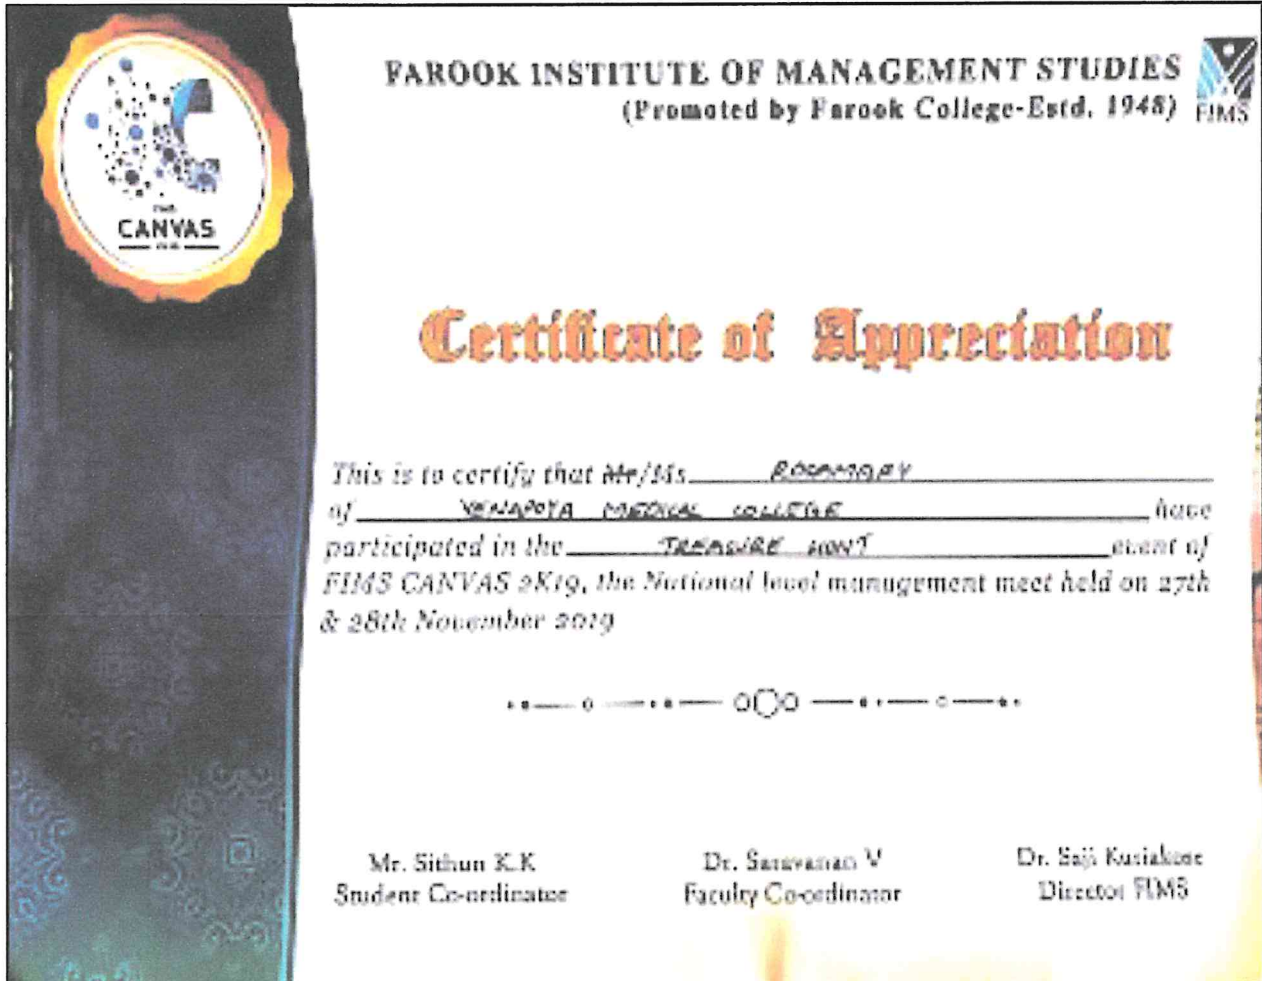 FAROOK INSTITUTE OF MANAGEMENT STUDIES
(Promoted by Farook College-Estd. 1948)
FIMS
THE
CANVAS
Certificate of Appreciation
This is to certify that Mr/Ms ROSEMARY
of YENAPOYA MEDICAL COLLEGE have
participated in the TREASURE HUNT event of
FIMS CANVAS 2K19, the National level management meet held on 27th
& 28th November 2019
Mr. Sithun K.K
Student Co-ordinator
Dr. Saravanan V
Faculty Co-ordinator
Dr. Saji Kuriakose
Director FIMS